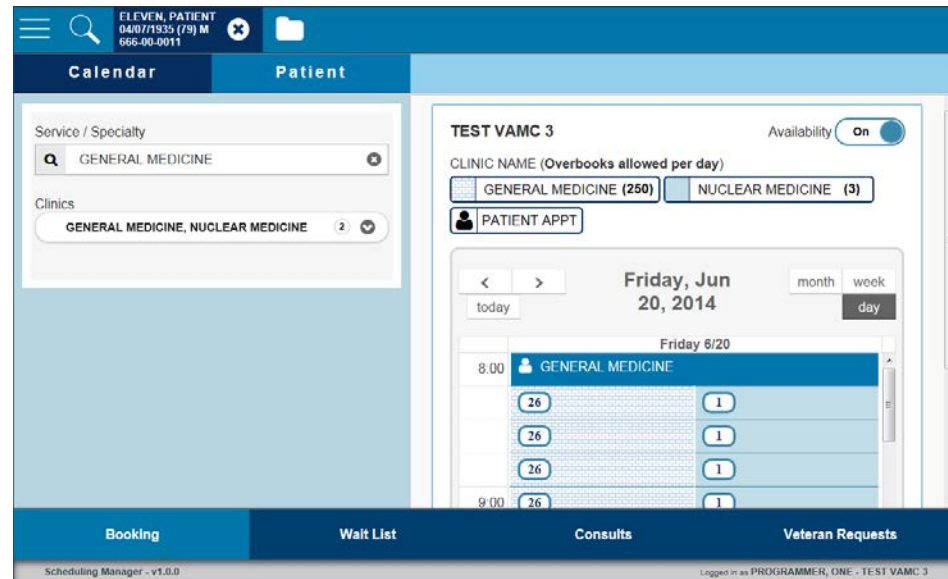 ELEVEN, PATIENT
04/07/1935 (79) M
666-00-0011
Calendar
Patient
Service / Specialty
GENERAL MEDICINE
Clinics
GENERAL MEDICINE, NUCLEAR MEDICINE 2
TEST VAMC 3
Availability On
CLINIC NAME (Overbooks allowed per day)
GENERAL MEDICINE (250) NUCLEAR MEDICINE (3)
PATIENT APPT
< >
today
Friday, Jun
20, 2014
month week
day
Friday 6/20
8:00 GENERAL MEDICINE
26 1
26 1
26 1
9:00 26 1
Booking
Wait List
Consults
Veteran Requests
Scheduling Manager - v1.0.0
Logged in as PROGRAMMER, ONE - TEST VAMC 3